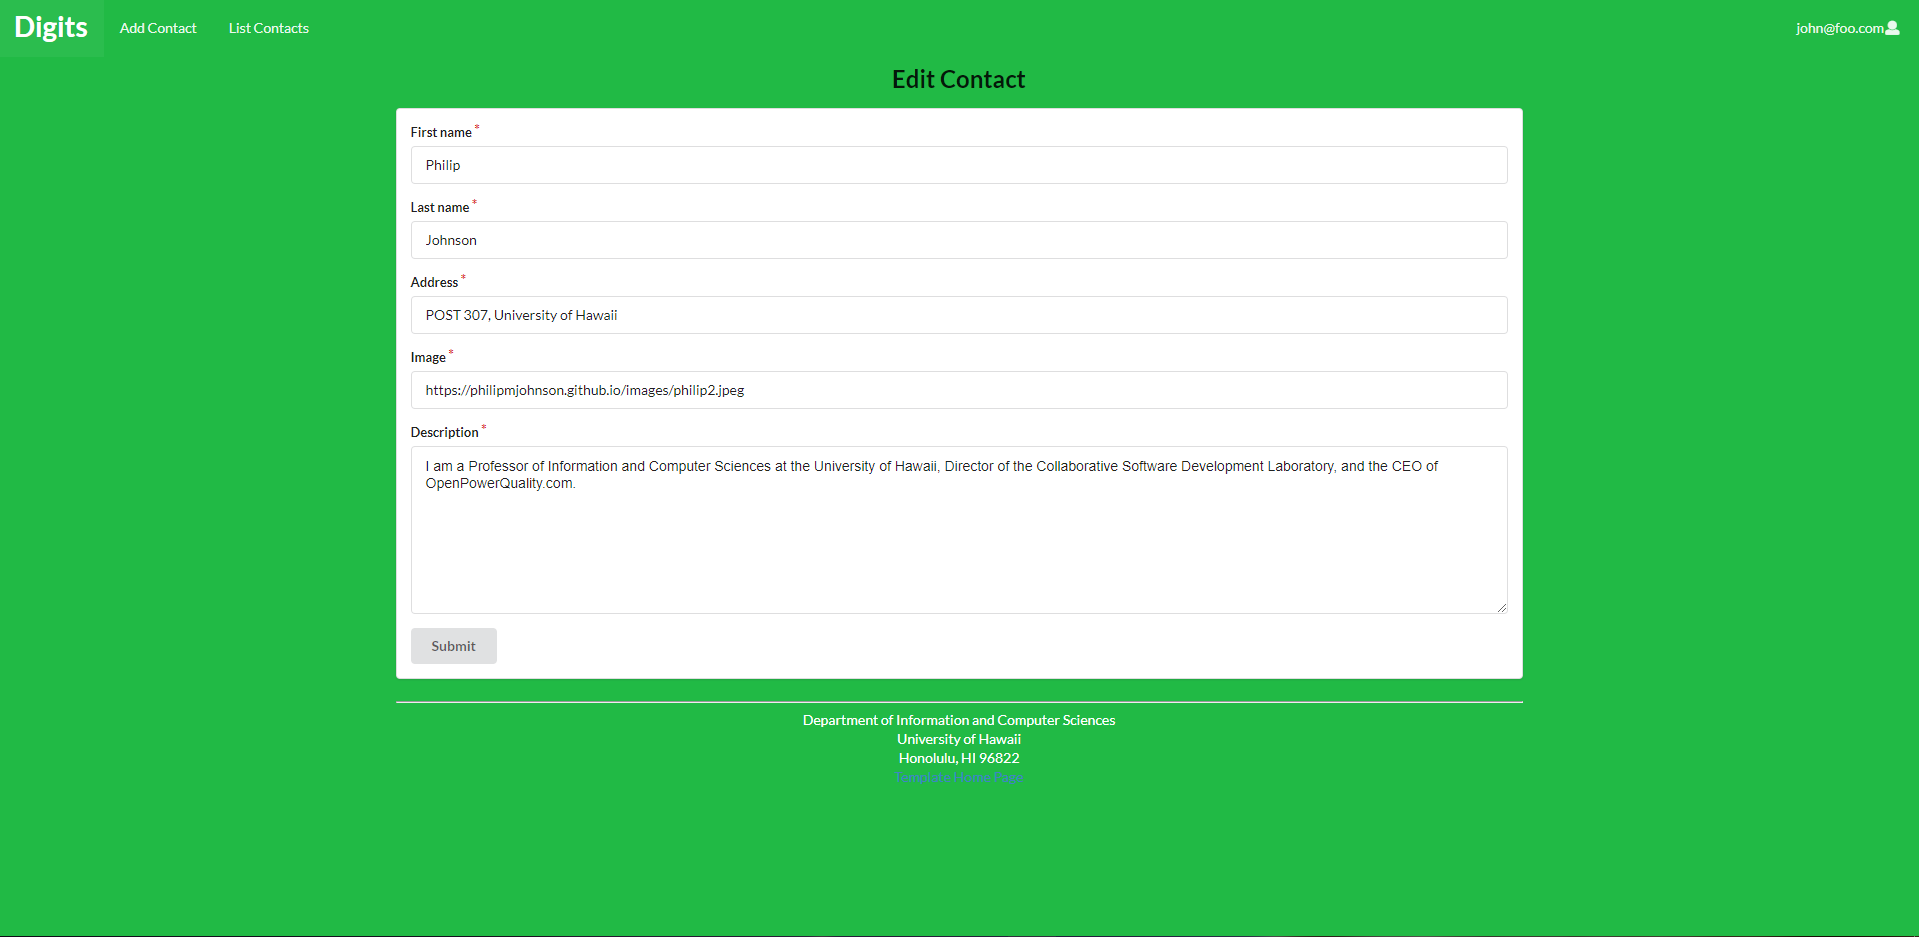 Digits Add Contact List Contacts john@foo.com
Edit Contact
First name *
Philip
Last name *
Johnson
Address *
POST 307, University of Hawaii
Image *
https://philipmjohnson.github.io/images/philip2.jpeg
Description *
I am a Professor of Information and Computer Sciences at the University of Hawaii, Director of the Collaborative Software Development Laboratory, and the CEO of
OpenPowerQuality.com.
Submit
Department of Information and Computer Sciences
University of Hawaii
Honolulu, HI 96822
Template Home Page